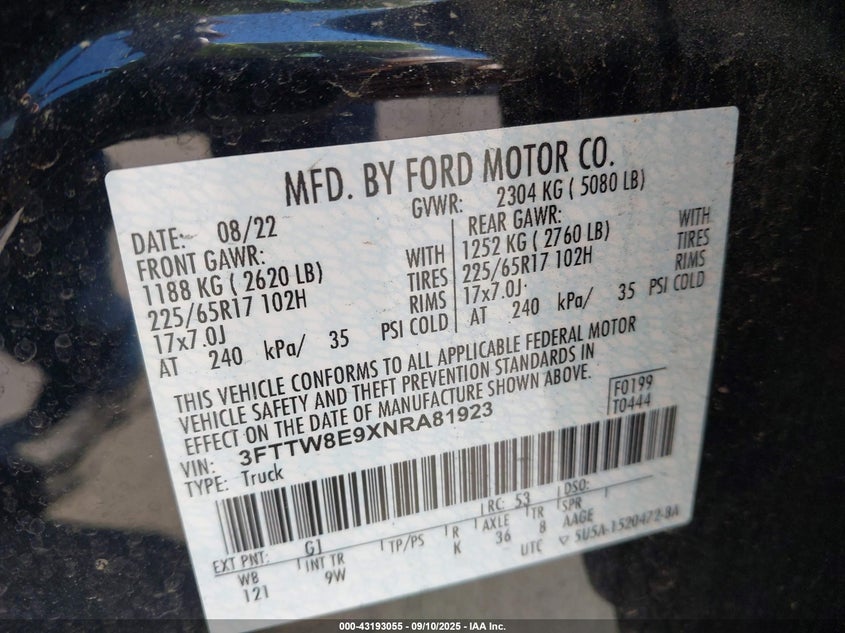 MFD. BY FORD MOTOR CO.
DATE: 08/22 GVWR: 2304 KG ( 5080 LB)
FRONT GAWR: REAR GAWR:
1188 KG ( 2620 LB) WITH 1252 KG ( 2760 LB) WITH
225/65R17 102H TIRES 225/65R17 102H TIRES
17x7.0J RIMS 17x7.0J RIMS
AT 240 kPa/ 35 PSI COLD AT 240 kPa/ 35 PSI COLD
THIS VEHICLE CONFORMS TO ALL APPLICABLE FEDERAL MOTOR
VEHICLE SAFETY AND THEFT PREVENTION STANDARDS IN
EFFECT ON THE DATE OF MANUFACTURE SHOWN ABOVE.
VIN: 3FTTW8E9XNRA81923 F0199
TYPE: Truck T0444
RC: 53 DSO:
EXT PNT: G1 TP/PS R AXLE TR SPR
WB INT TR K 36 8 AAGE
121 9W UTC 5U5A-1520472-BA
000-43193055 - 09/10/2025 - IAA Inc.